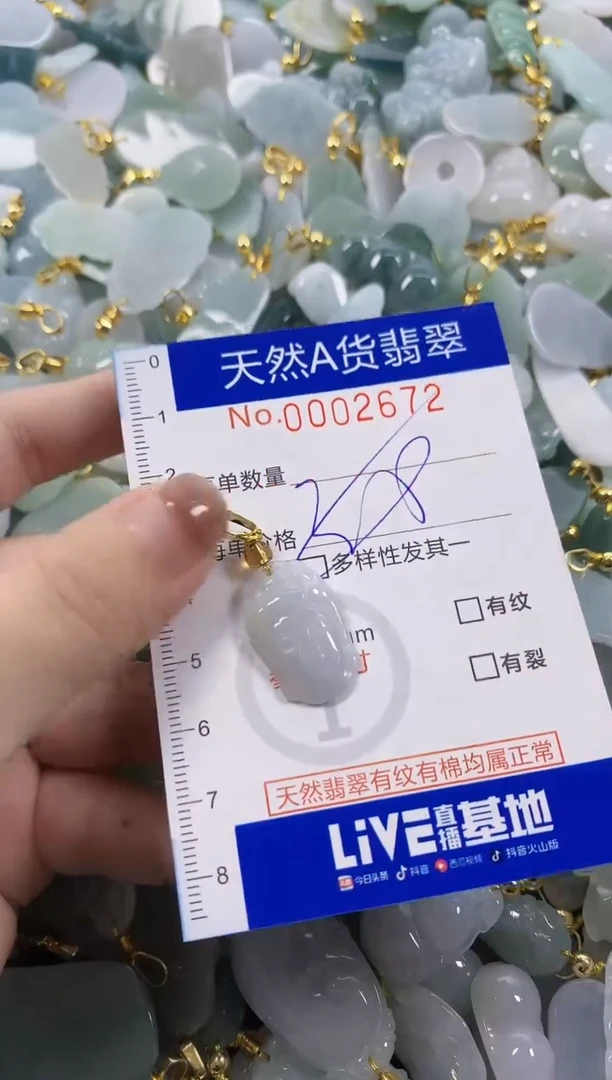 0
天然A货翡翠
1
No.0002672
2
单数量
58
格
多样性发其一
有纹
5
有裂
6
天然翡翠有纹有棉均属正常
7
LiVE直播基地
8
今日头条 抖音 西瓜视频 抖音火山版